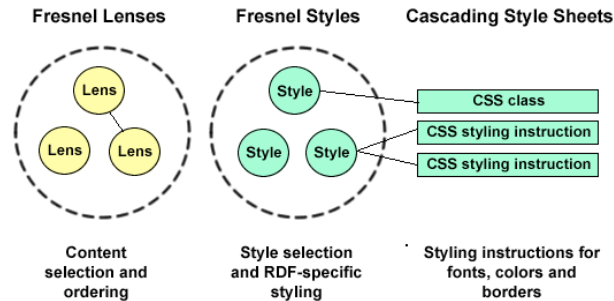 Fresnel Lenses
Fresnel Styles
Cascading Style Sheets
Lens
Lens
Lens
Style
Style
Style
CSS class
CSS styling instruction
CSS styling instruction
Content
selection and
ordering
Style selection
and RDF-specific
styling
Styling instructions for
fonts, colors and
borders